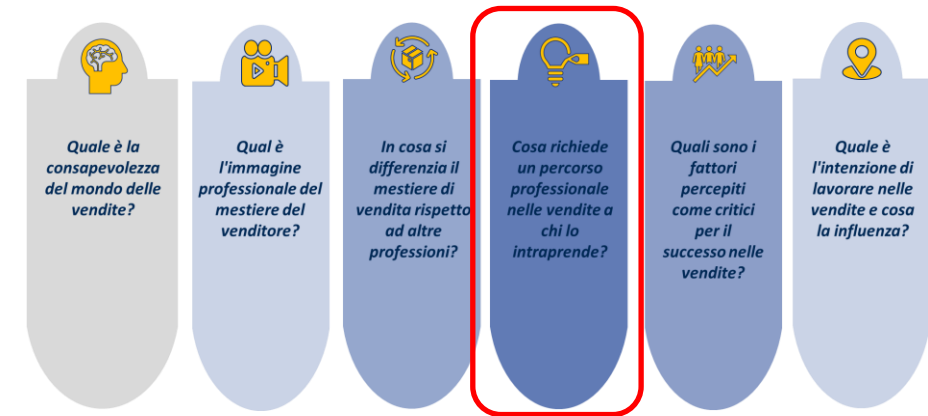 Quale è la
consapevolezza
del mondo delle
vendite?
Qual è
l'immagine
professionale del
mestiere del
venditore?
In cosa si
differenzia il
mestiere di
vendita rispetto
ad altre
professioni?
Cosa richiede
un percorso
professionale
nelle vendite a
chi lo
intraprende?
Quali sono i
fattori
percepiti
come critici
per il
successo nelle
vendite?
Quale è
l'intenzione di
lavorare nelle
vendite e cosa
la influenza?